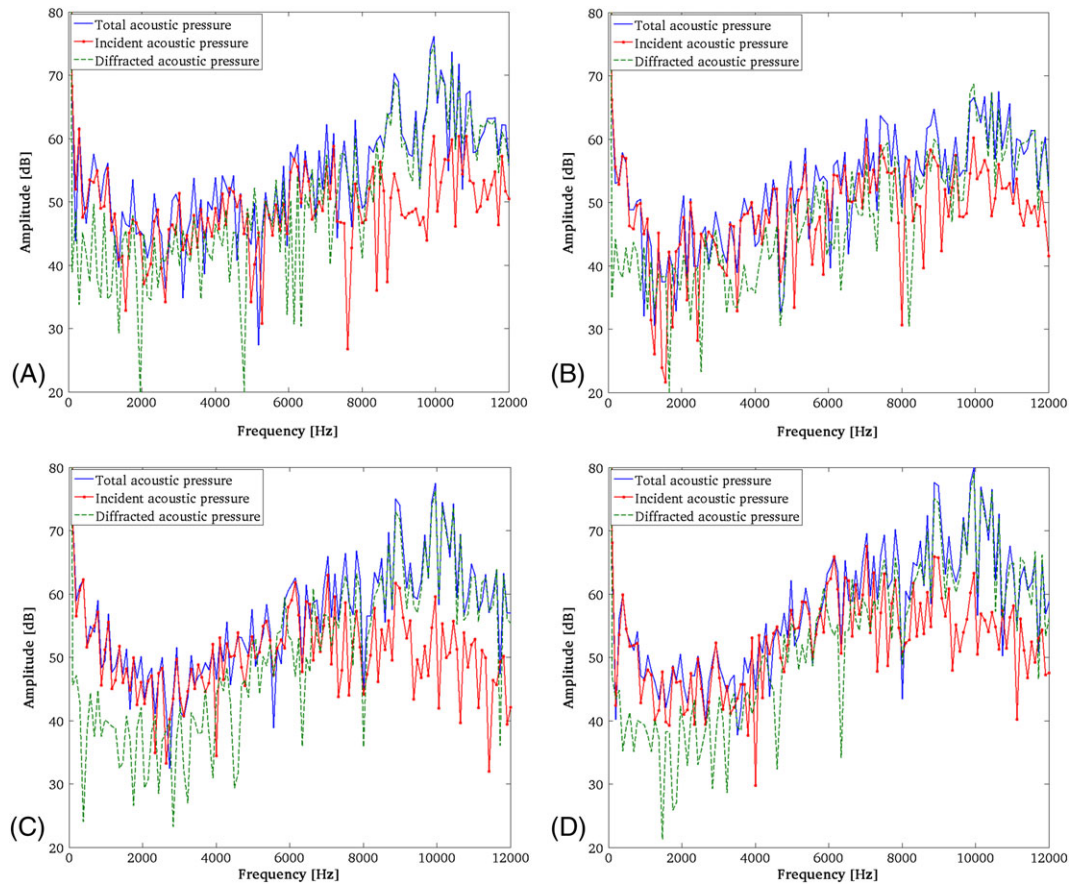 80
Total acoustic pressure
Incident acoustic pressure
Diffracted acoustic pressure
70
60
50
40
30
20
Amplitude [dB]
0 2000 4000 6000 8000 10000 12000
Frequency [Hz]
(A)
80
Total acoustic pressure
Incident acoustic pressure
Diffracted acoustic pressure
70
60
50
40
30
20
Amplitude [dB]
0 2000 4000 6000 8000 10000 12000
Frequency [Hz]
(B)
80
Total acoustic pressure
Incident acoustic pressure
Diffracted acoustic pressure
70
60
50
40
30
20
Amplitude [dB]
0 2000 4000 6000 8000 10000 12000
Frequency [Hz]
(C)
80
Total acoustic pressure
Incident acoustic pressure
Diffracted acoustic pressure
70
60
50
40
30
20
Amplitude [dB]
0 2000 4000 6000 8000 10000 12000
Frequency [Hz]
(D)